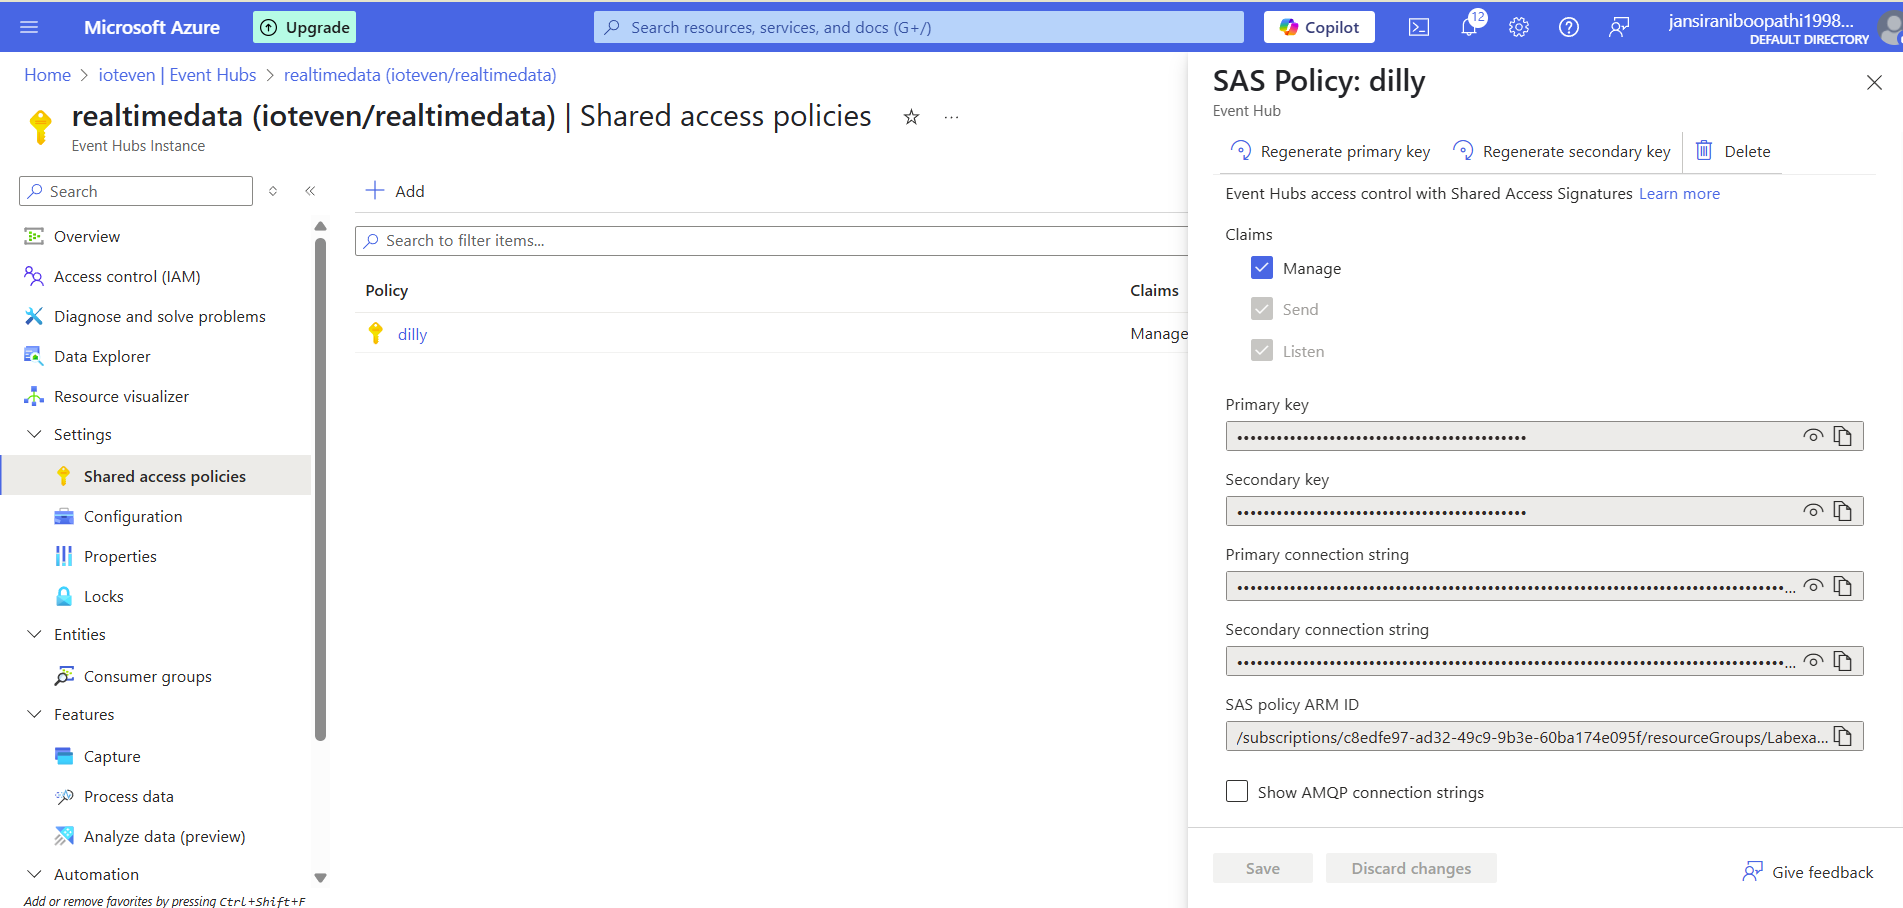 Microsoft Azure
Upgrade
Search resources, services, and docs (G+/)
Copilot
12
jansiraniboopathi1998...
DEFAULT DIRECTORY
Home > ioteven | Event Hubs > realtimedata (ioteven/realtimedata)
realtimedata (ioteven/realtimedata) | Shared access policies
Event Hubs Instance
Search
Overview
Access control (IAM)
Diagnose and solve problems
Data Explorer
Resource visualizer
Settings
Shared access policies
Configuration
Properties
Locks
Entities
Consumer groups
Features
Capture
Process data
Analyze data (preview)
Automation
Add or remove favorites by pressing Ctrl+Shift+F
Add
Search to filter items...
Policy Claims
dilly Manage
SAS Policy: dilly
Event Hub
Regenerate primary key Regenerate secondary key Delete
Event Hubs access control with Shared Access Signatures Learn more
Claims
Manage
Send
Listen
Primary key
Secondary key
Primary connection string
Secondary connection string
SAS policy ARM ID
/subscriptions/c8edfe97-ad32-49c9-9b3e-60ba174e095f/resourceGroups/Labexa...
Show AMQP connection strings
Save Discard changes
Give feedback